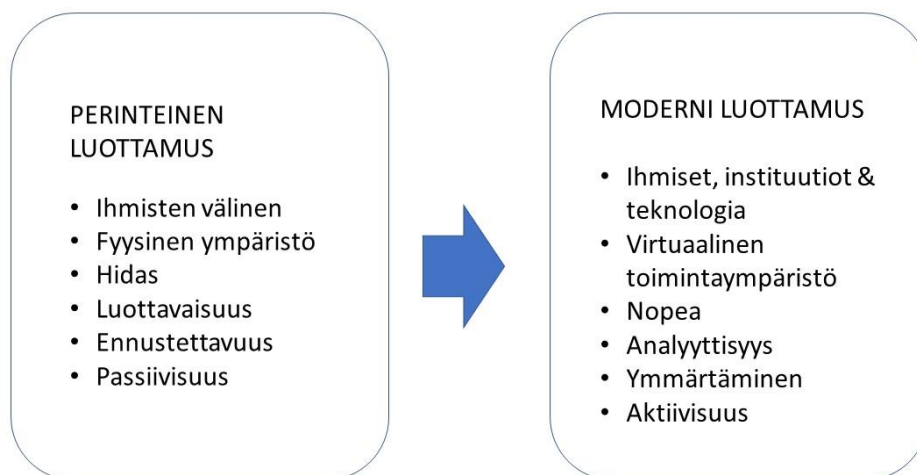 PERINTEINEN
LUOTTAMUS
• Ihmisten välinen
• Fyysinen ympäristö
• Hidas
• Luottavaisuus
• Ennustettavuus
• Passiivisuus
MODERNI LUOTTAMUS
• Ihmiset, instituutiot &
teknologia
• Virtuaalinen
toimintaympäristö
• Nopea
• Analyyttisyys
• Ymmärtäminen
• Aktiivisuus